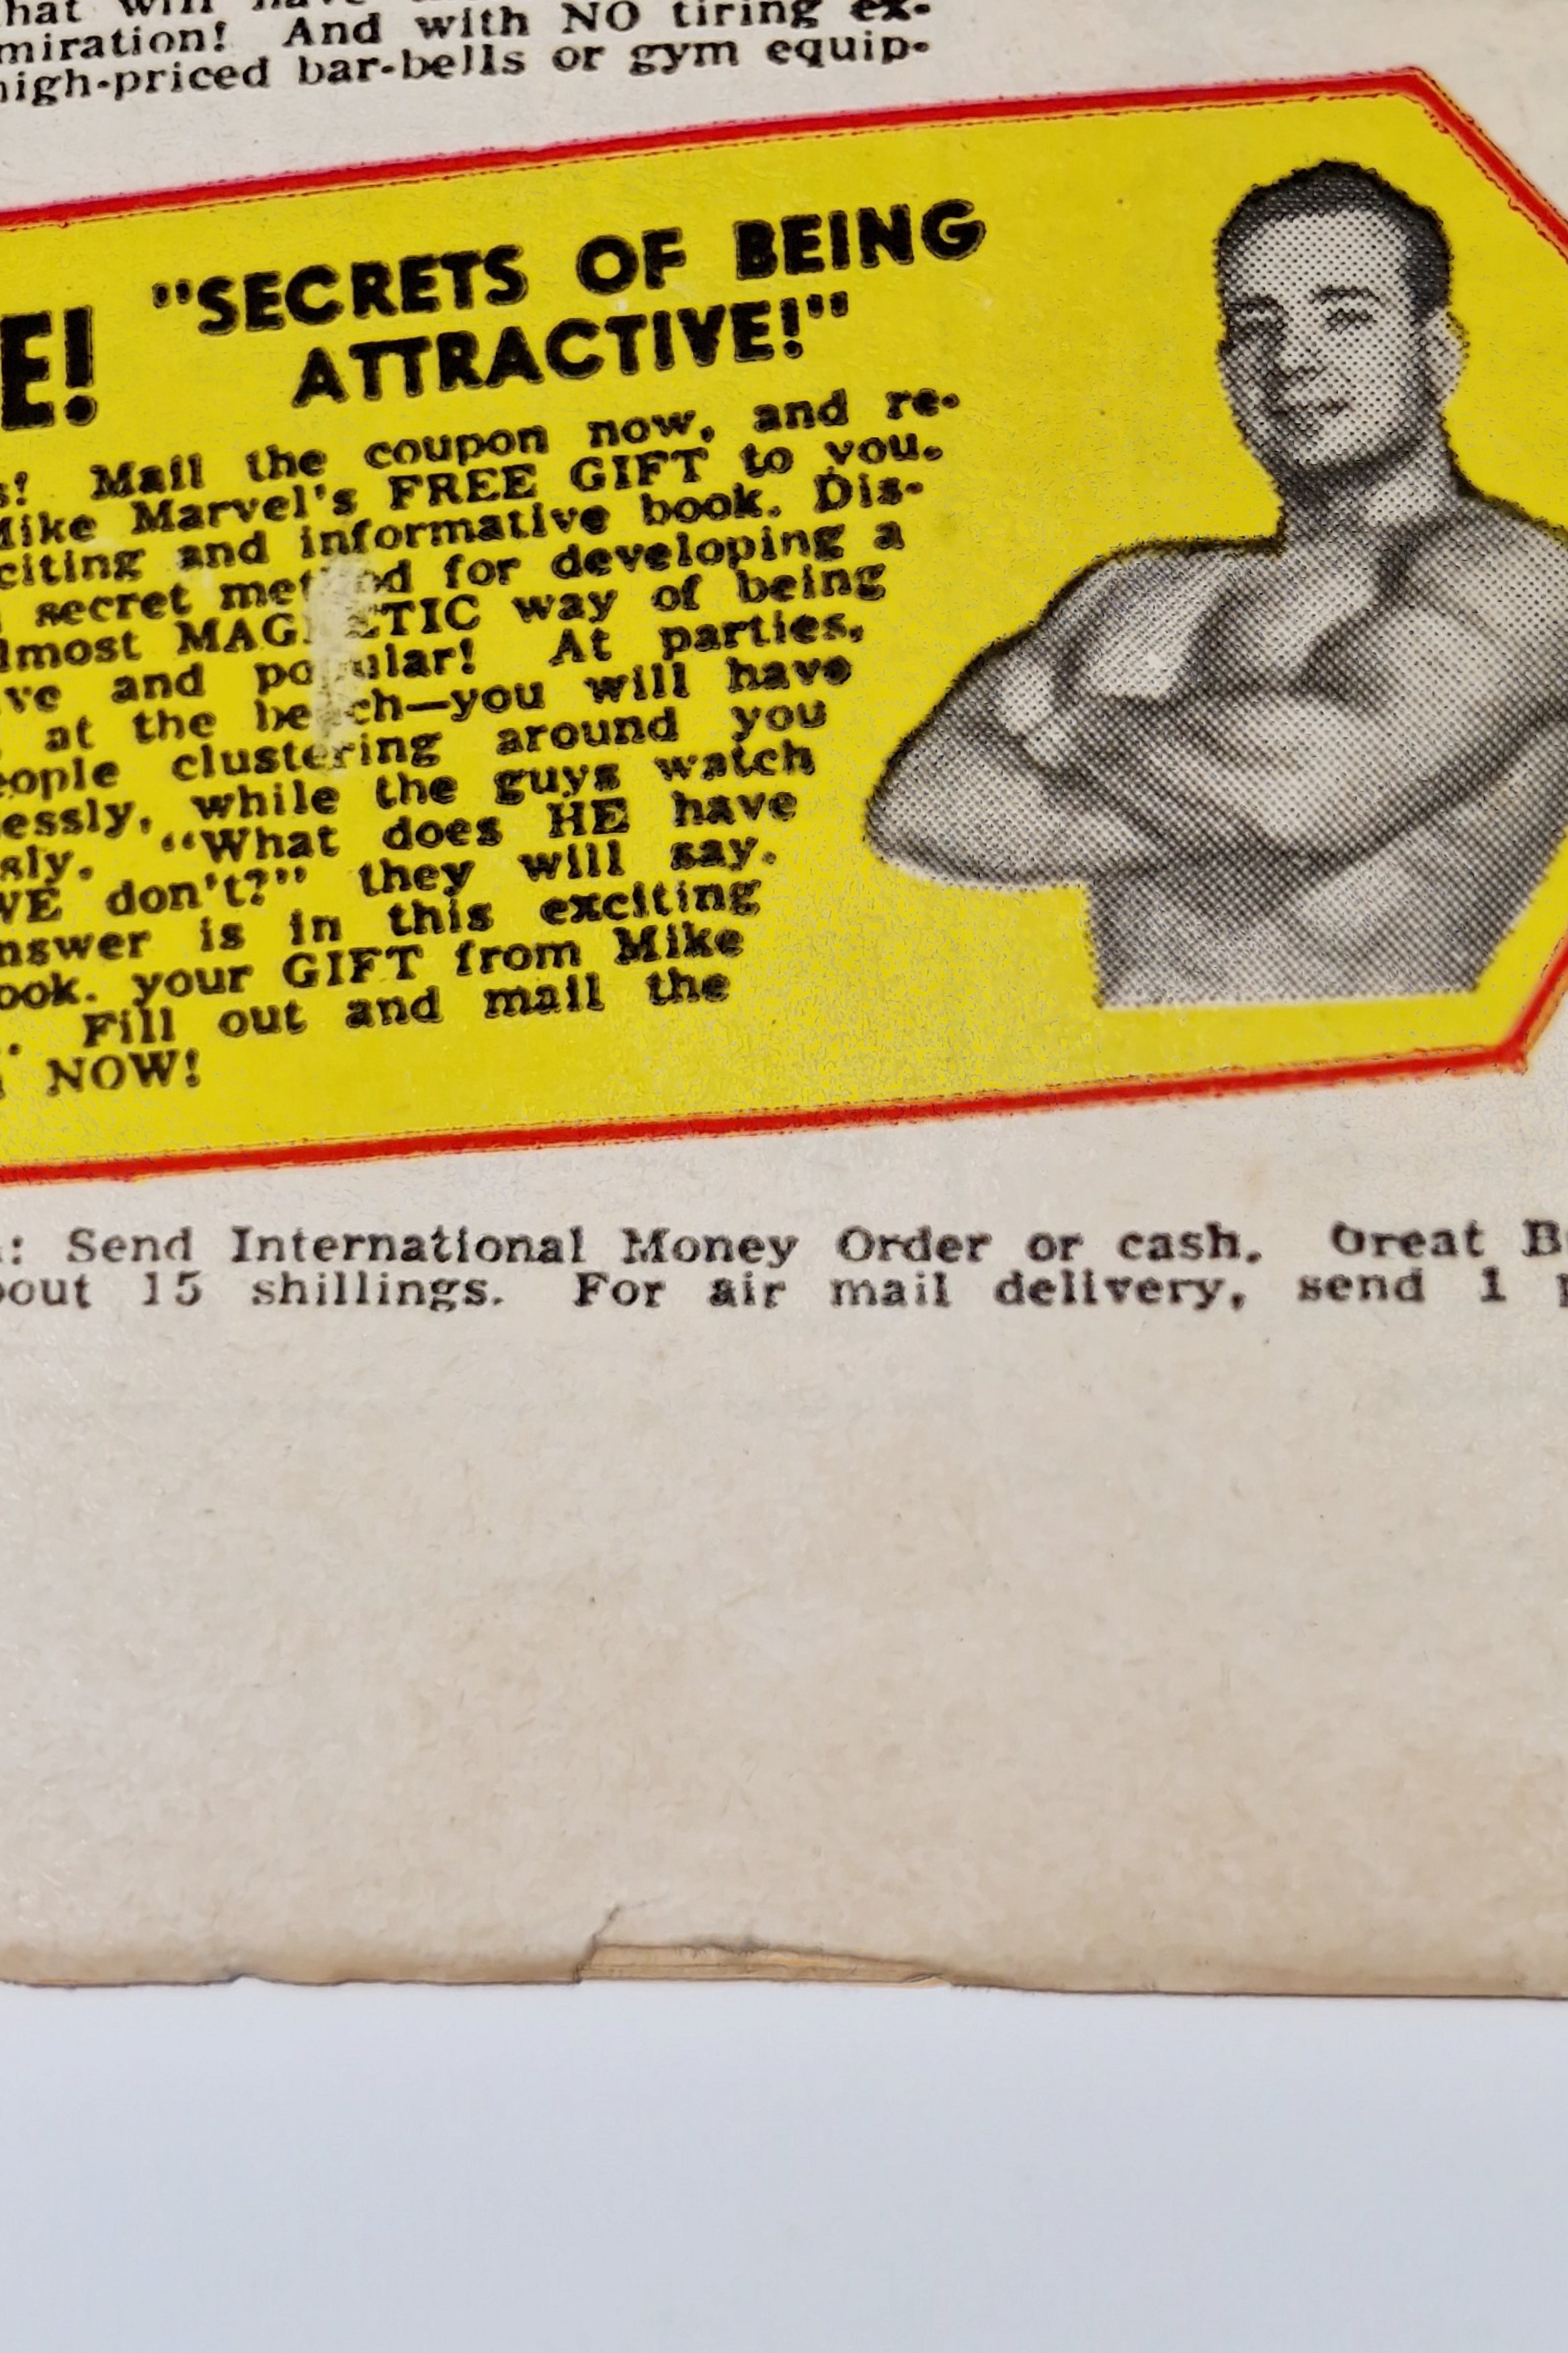 hat will have
miration! And with NO tiring ex-
high-priced bar-bells or gym equip-
E! "SECRETS OF BEING
ATTRACTIVE!"
s! Mail the coupon now, and re-
Mike Marvel's FREE GIFT to you.
citing and informative book. Dis-
secret met d for developing a
lmost MAG ETIC way of being
ve and po ular! At parties,
at the be ch—you will have
eople clustering around you
lessly, while the guys watch
sly. "What does HE have
WE don't?" they will say.
nswer is in this exciting
ook. your GIFT from Mike
. Fill out and mail the
NOW!
: Send International Money Order or cash. Great B
bout 15 shillings. For air mail delivery, send 1 p